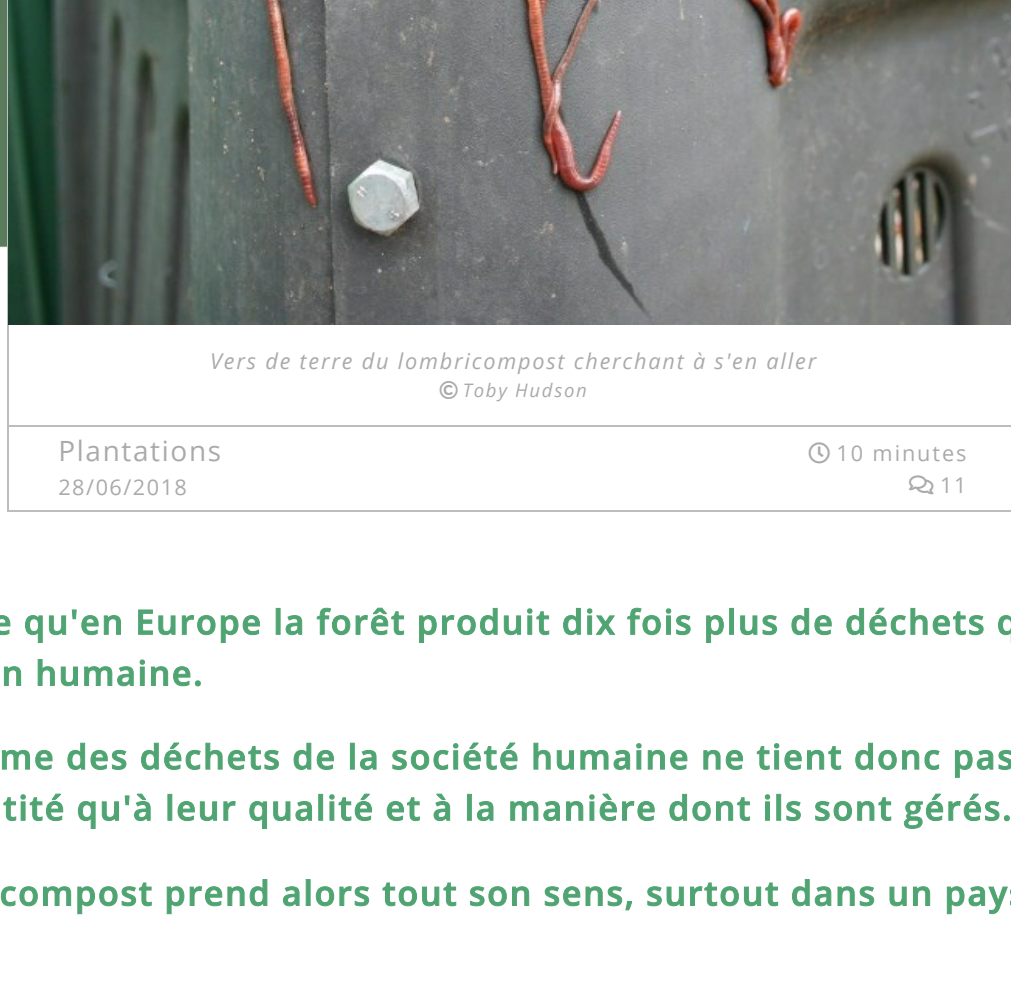 Vers de terre du lombricompost cherchant à s'en aller
© Toby Hudson
Plantations
10 minutes
28/06/2018
11
qu'en Europe la forêt produit dix fois plus de déchets
humaine.
des déchets de la société humaine ne tient donc pas
qu'à leur qualité et à la manière dont ils sont gérés.
compost prend alors tout son sens, surtout dans un pays